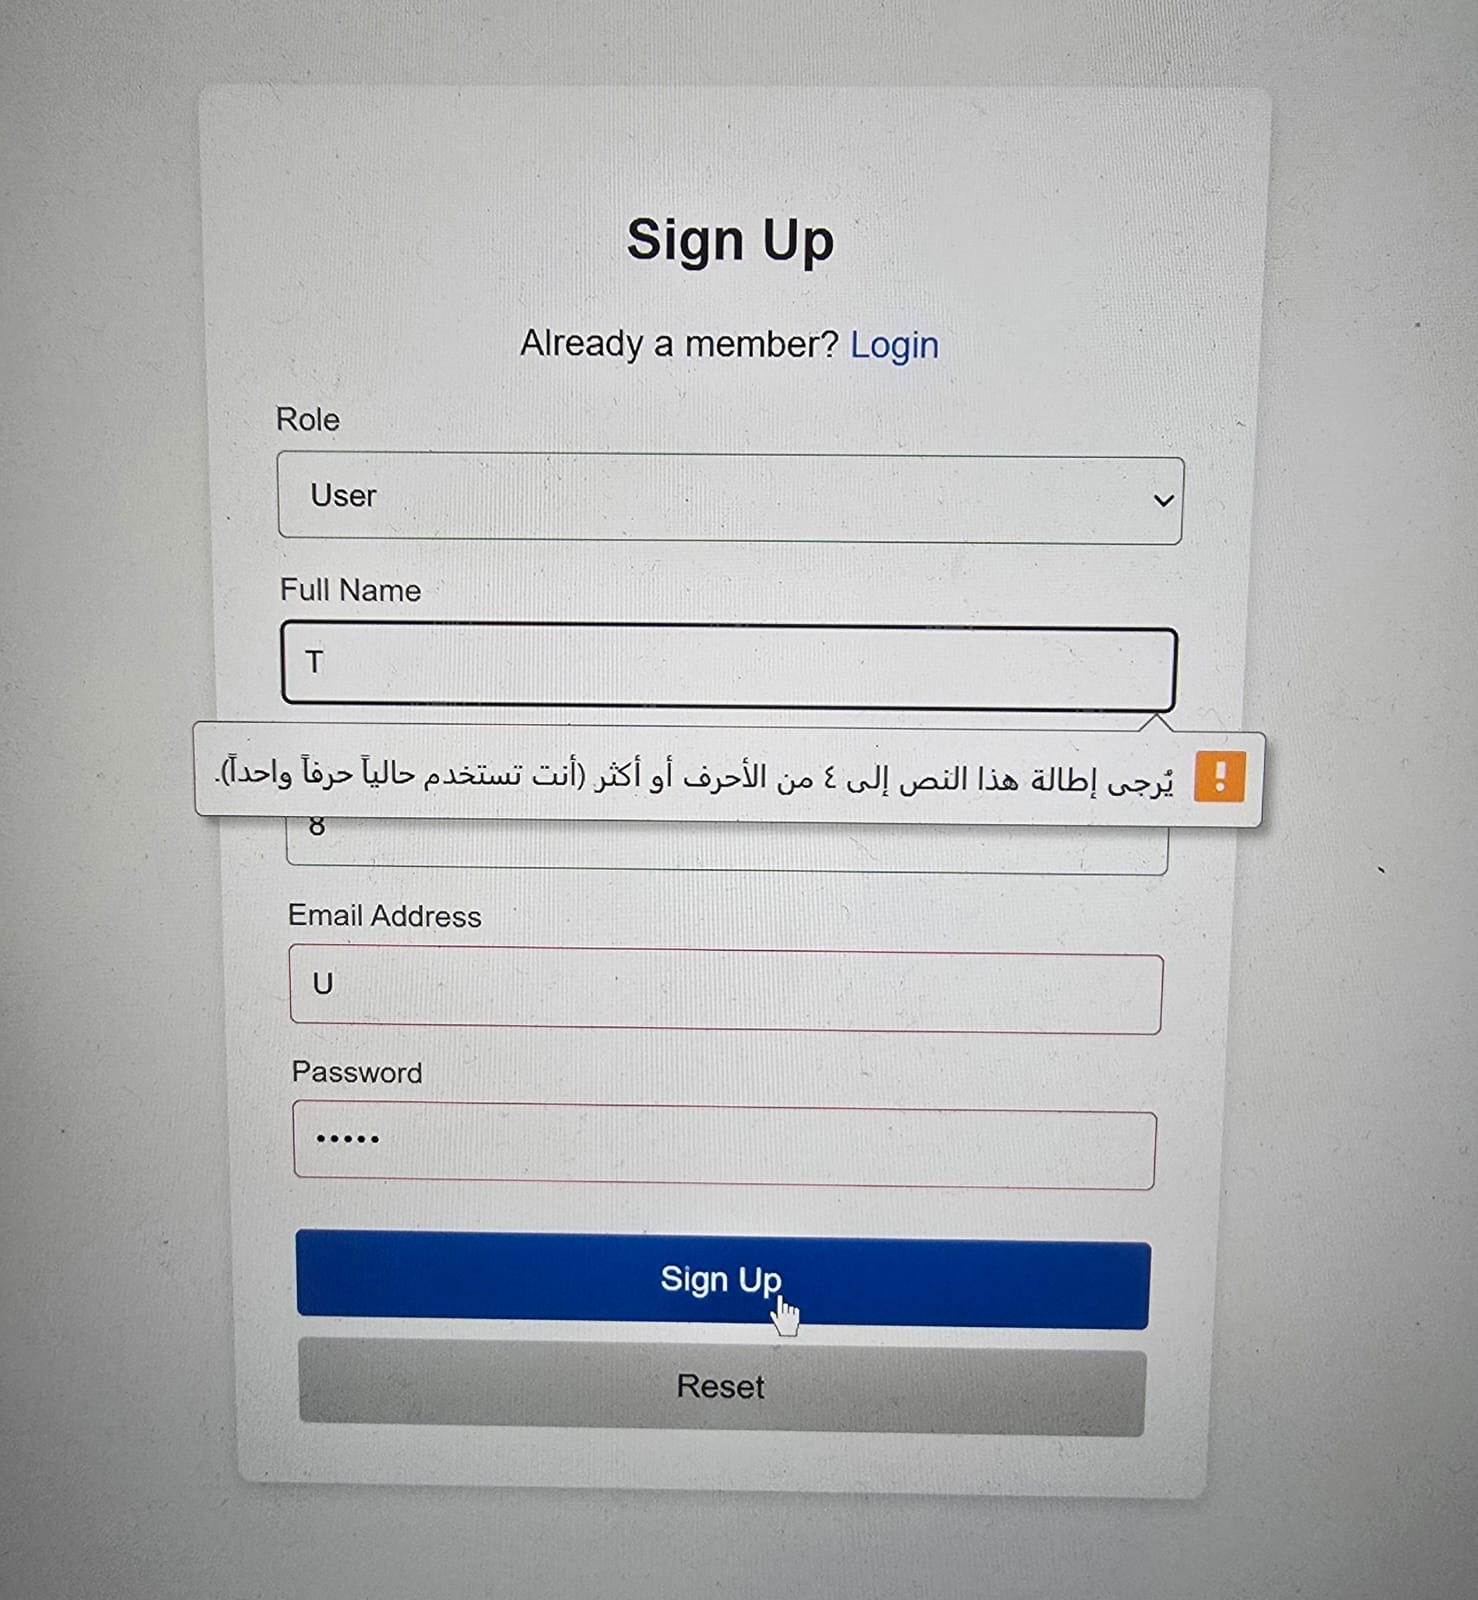 Sign Up
Already a member? Login
Role
User
Full Name
T
يُرجى إطالة هذا النص إلى ٤ من الأحرف أو أكثر (أنت تستخدم حالياً حرفاً واحداً).
8
Email Address
U
Password
•••••
Sign Up
Reset